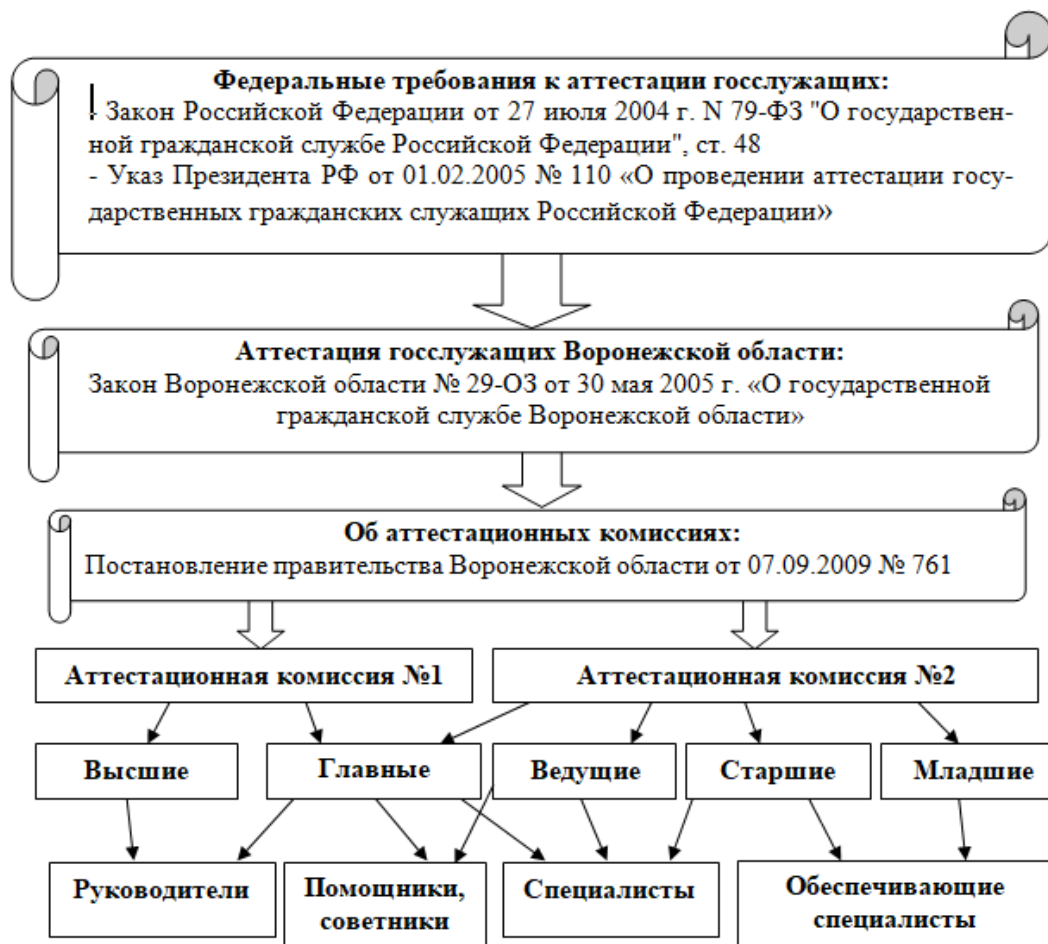 Федеральные требования к аттестации госслужащих:
- Закон Российской Федерации от 27 июля 2004 г. N 79-ФЗ "О государствен-
ной гражданской службе Российской Федерации", ст. 48
- Указ Президента РФ от 01.02.2005 № 110 «О проведении аттестации госу-
дарственных гражданских служащих Российской Федерации»
Аттестация госслужащих Воронежской области:
Закон Воронежской области № 29-ОЗ от 30 мая 2005 г. «О государственной
гражданской службе Воронежской области»
Об аттестационных комиссиях:
Постановление правительства Воронежской области от 07.09.2009 № 761
Аттестационная комиссия №1
Аттестационная комиссия №2
Высшие
Главные
Ведущие
Старшие
Младшие
Руководители
Помощники,
советники
Специалисты
Обеспечивающие
специалисты